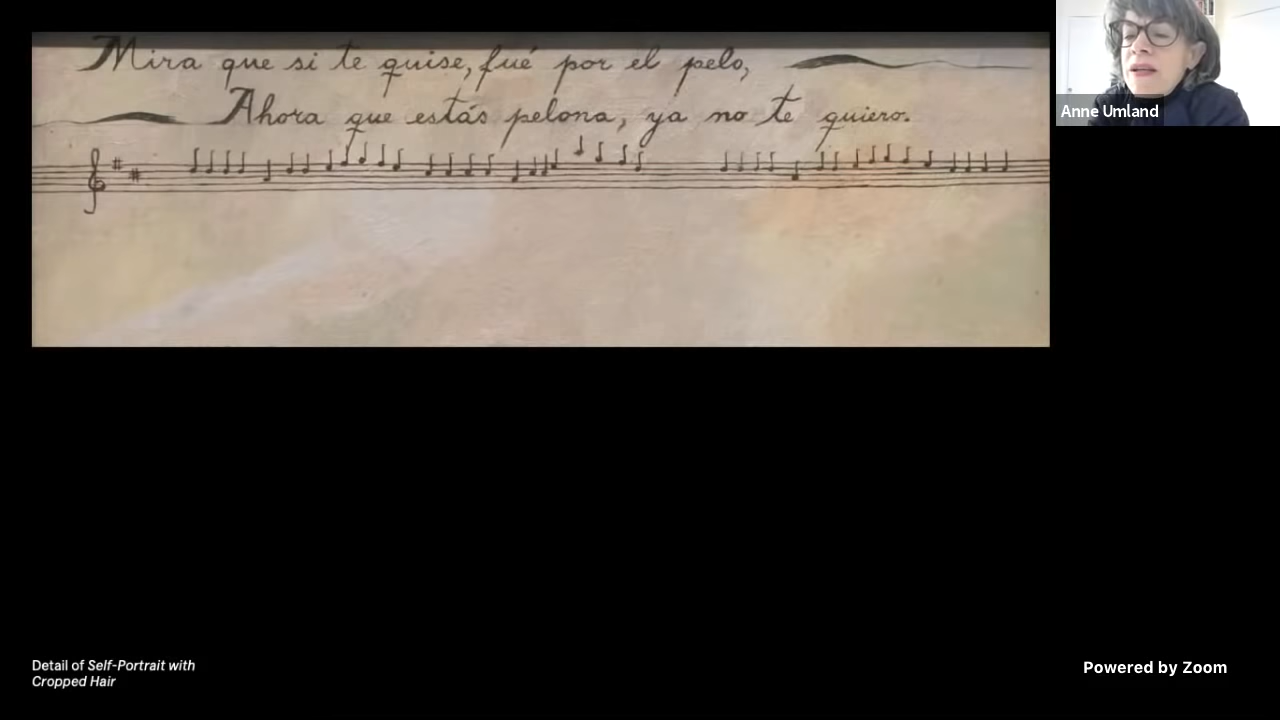 Mira que si te quise, fué por el pelo,
Ahora que estás pelona, ya no te quiero.
Anne Umland
Detail of Self-Portrait with
Cropped Hair
Powered by Zoom